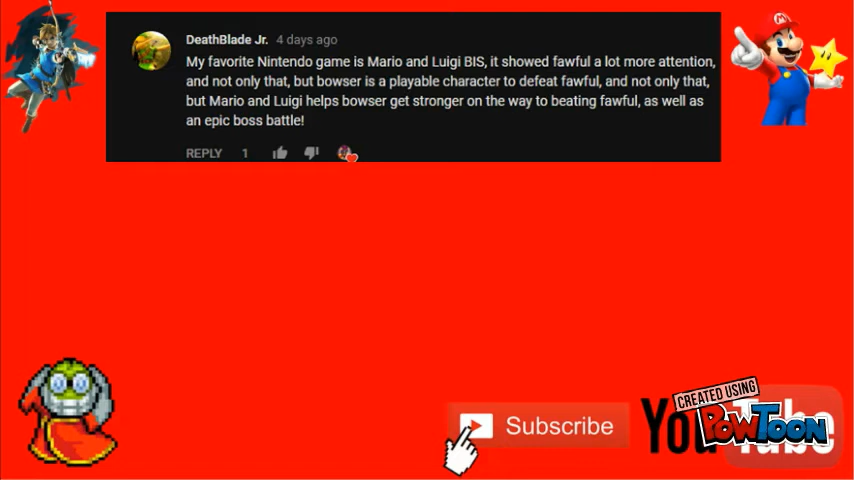 DeathBlade Jr. 4 days ago
My favorite Nintendo game is Mario and Luigi BIS, it showed fawful a lot more attention,
and not only that, but bowser is a playable character to defeat fawful, and not only that,
but Mario and Luigi helps bowser get stronger on the way to beating fawful, as well as
an epic boss battle!
REPLY 1
M
Subscribe
YouTube
CREATED USING
POWTOON